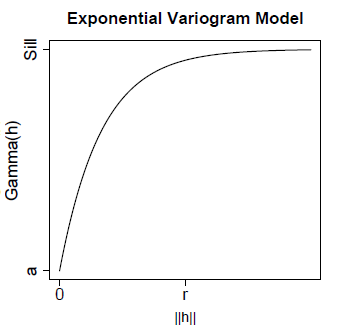 Exponential Variogram Model
Sill
Gamma(h)
a
0
r
||h||